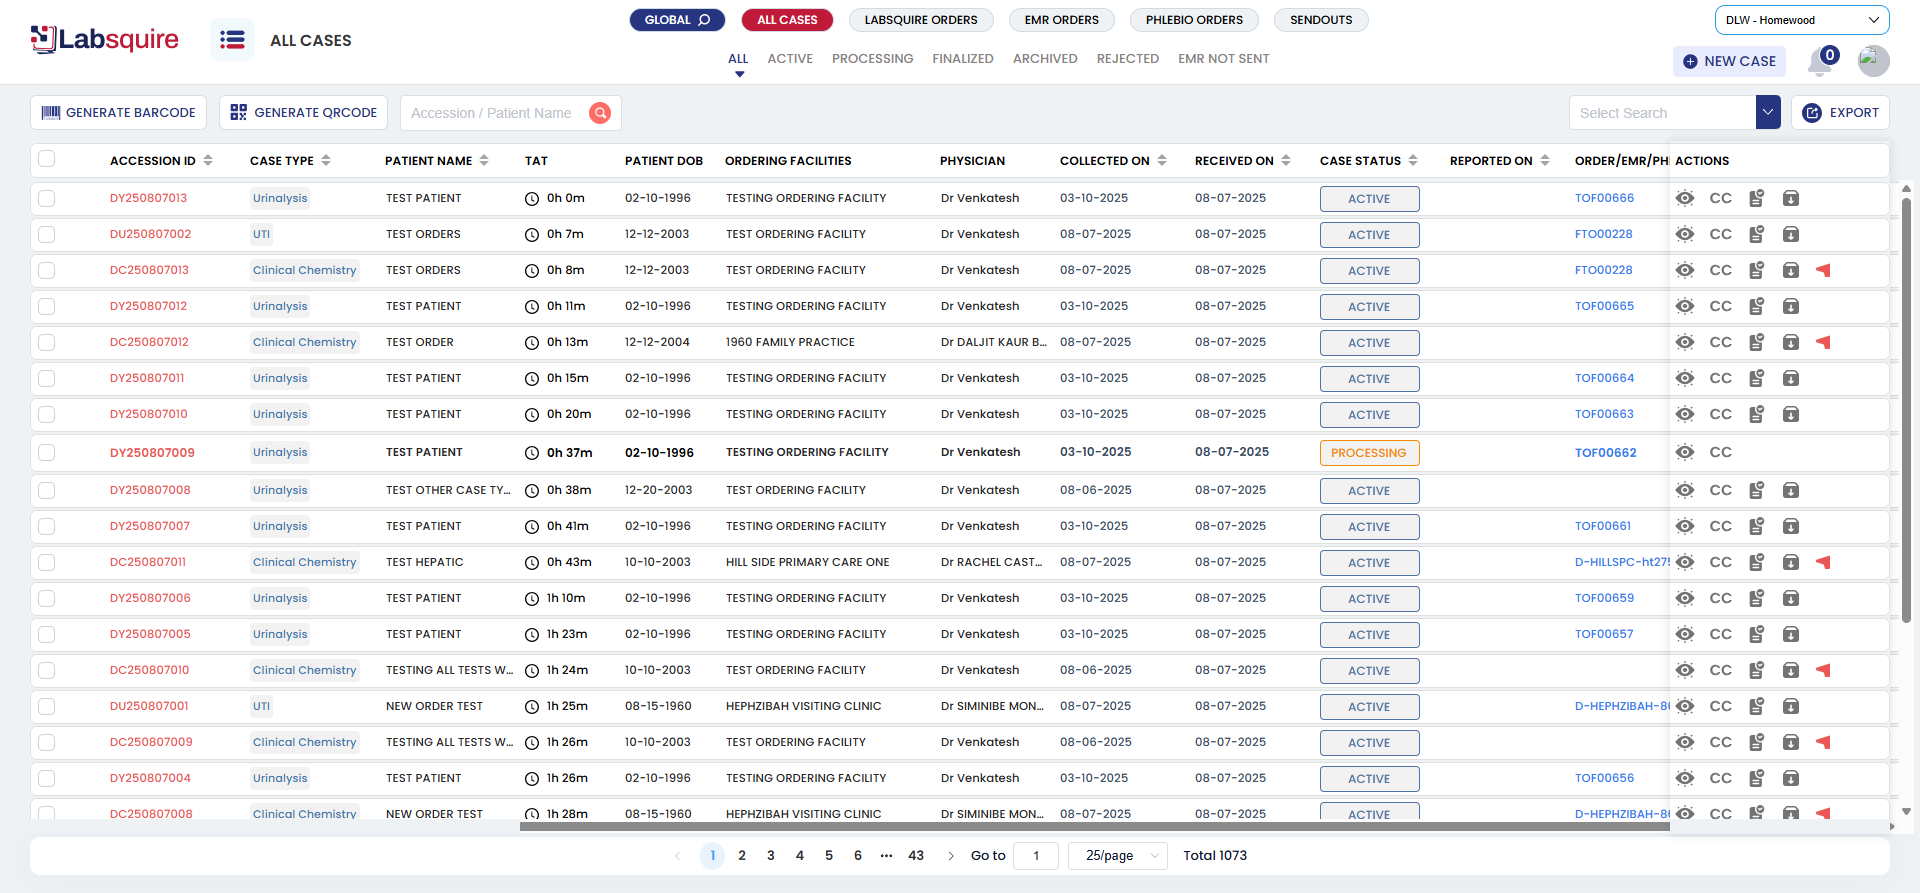 Labsquire
ALL CASES
GLOBAL
ALL CASES
LABSQUIRE ORDERS
EMR ORDERS
PHLEBIO ORDERS
SENDOUTS
DLW - Homewood
ALL
ACTIVE
PROCESSING
FINALIZED
ARCHIVED
REJECTED
EMR NOT SENT
NEW CASE
0
GENERATE BARCODE
GENERATE QRCODE
Accession / Patient Name
Select Search
EXPORT
ACCESSION ID CASE TYPE PATIENT NAME TAT PATIENT DOB ORDERING FACILITIES PHYSICIAN COLLECTED ON RECEIVED ON CASE STATUS REPORTED ON ORDER/EMR/PH ACTIONS
DY250807013 Urinalysis TEST PATIENT 0h 0m 02-10-1996 TESTING ORDERING FACILITY Dr Venkatesh 03-10-2025 08-07-2025 ACTIVE TOF00666 CC
DU250807002 UTI TEST ORDERS 0h 7m 12-12-2003 TEST ORDERING FACILITY Dr Venkatesh 08-07-2025 08-07-2025 ACTIVE FTO00228 CC
DC250807013 Clinical Chemistry TEST ORDERS 0h 8m 12-12-2003 TEST ORDERING FACILITY Dr Venkatesh 08-07-2025 08-07-2025 ACTIVE FTO00228 CC
DY250807012 Urinalysis TEST PATIENT 0h 11m 02-10-1996 TESTING ORDERING FACILITY Dr Venkatesh 03-10-2025 08-07-2025 ACTIVE TOF00665 CC
DC250807012 Clinical Chemistry TEST ORDER 0h 13m 12-12-2004 1960 FAMILY PRACTICE Dr DALJIT KAUR B... 08-07-2025 08-07-2025 ACTIVE CC
DY250807011 Urinalysis TEST PATIENT 0h 15m 02-10-1996 TESTING ORDERING FACILITY Dr Venkatesh 03-10-2025 08-07-2025 ACTIVE TOF00664 CC
DY250807010 Urinalysis TEST PATIENT 0h 20m 02-10-1996 TESTING ORDERING FACILITY Dr Venkatesh 03-10-2025 08-07-2025 ACTIVE TOF00663 CC
DY250807009 Urinalysis TEST PATIENT 0h 37m 02-10-1996 TESTING ORDERING FACILITY Dr Venkatesh 03-10-2025 08-07-2025 PROCESSING TOF00662 CC
DY250807008 Urinalysis TEST OTHER CASE TY... 0h 38m 12-20-2003 TEST ORDERING FACILITY Dr Venkatesh 08-06-2025 08-07-2025 ACTIVE CC
DY250807007 Urinalysis TEST PATIENT 0h 41m 02-10-1996 TESTING ORDERING FACILITY Dr Venkatesh 03-10-2025 08-07-2025 ACTIVE TOF00661 CC
DC250807011 Clinical Chemistry TEST HEPATIC 0h 43m 10-10-2003 HILL SIDE PRIMARY CARE ONE Dr RACHEL CAST... 08-07-2025 08-07-2025 ACTIVE D-HILLSPC-ht275 CC
DY250807006 Urinalysis TEST PATIENT 1h 10m 02-10-1996 TESTING ORDERING FACILITY Dr Venkatesh 03-10-2025 08-07-2025 ACTIVE TOF00659 CC
DY250807005 Urinalysis TEST PATIENT 1h 23m 02-10-1996 TESTING ORDERING FACILITY Dr Venkatesh 03-10-2025 08-07-2025 ACTIVE TOF00657 CC
DC250807010 Clinical Chemistry TESTING ALL TESTS W... 1h 24m 10-10-2003 TEST ORDERING FACILITY Dr Venkatesh 08-06-2025 08-07-2025 ACTIVE CC
DU250807001 UTI NEW ORDER TEST 1h 25m 08-15-1960 HEPHZIBAH VISITING CLINIC Dr SIMINIBE MON... 08-07-2025 08-07-2025 ACTIVE D-HEPHZIBAH-8 CC
DC250807009 Clinical Chemistry TESTING ALL TESTS W... 1h 26m 10-10-2003 TEST ORDERING FACILITY Dr Venkatesh 08-06-2025 08-07-2025 ACTIVE CC
DY250807004 Urinalysis TEST PATIENT 1h 26m 02-10-1996 TESTING ORDERING FACILITY Dr Venkatesh 03-10-2025 08-07-2025 ACTIVE TOF00656 CC
DC250807008 Clinical Chemistry NEW ORDER TEST 1h 28m 08-15-1960 HEPHZIBAH VISITING CLINIC Dr SIMINIBE MON... 08-07-2025 08-07-2025 ACTIVE D-HEPHZIBAH-8 CC
1 2 3 4 5 6 ••• 43 Go to 1 25/page Total 1073